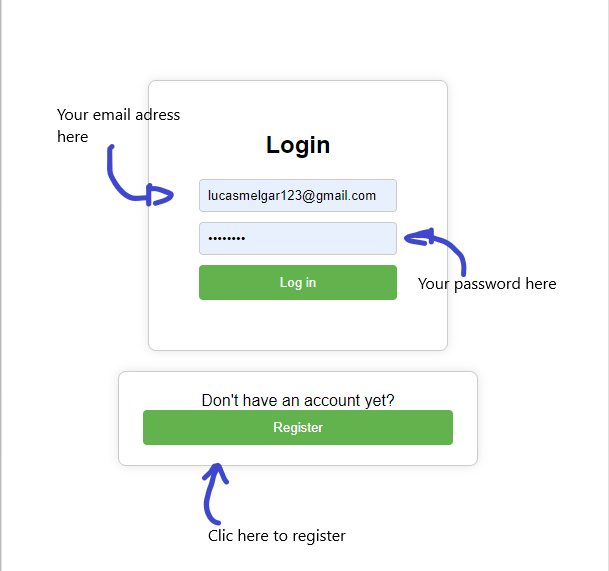 Your email adress
here
Login
lucasmelgar123@gmail.com
••••••••
Log in
Your password here
Don't have an account yet?
Register
Clic here to register